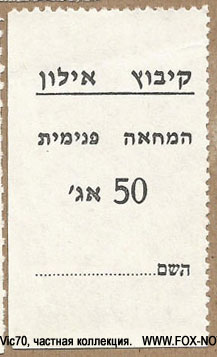 קיבוץ אילון
המחאה פנימית
50 אג'
השם....................
Vic70, частная коллекция. WWW.FOX-NO